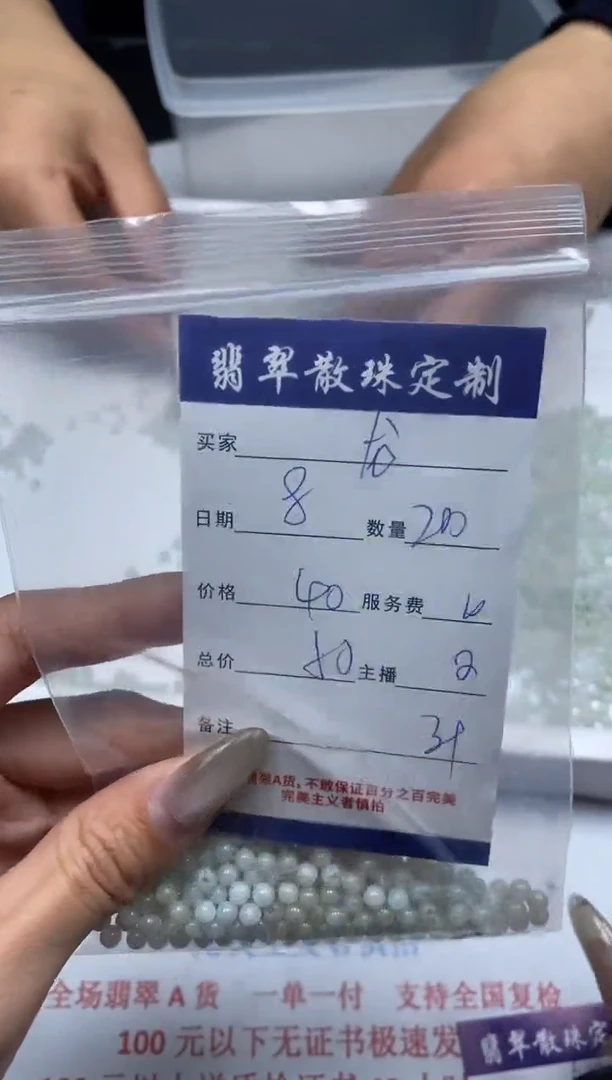 翡翠散珠定制
买家
日期 8 数量 200
价格 40 服务费 10
总价 50 主播 2
备注
翡翠A货，不敢保证百分之百完美
完美主义者慎拍
全场翡翠A货 一单一付 支持全国复检
100元以下无证书极速发
翡翠散珠定